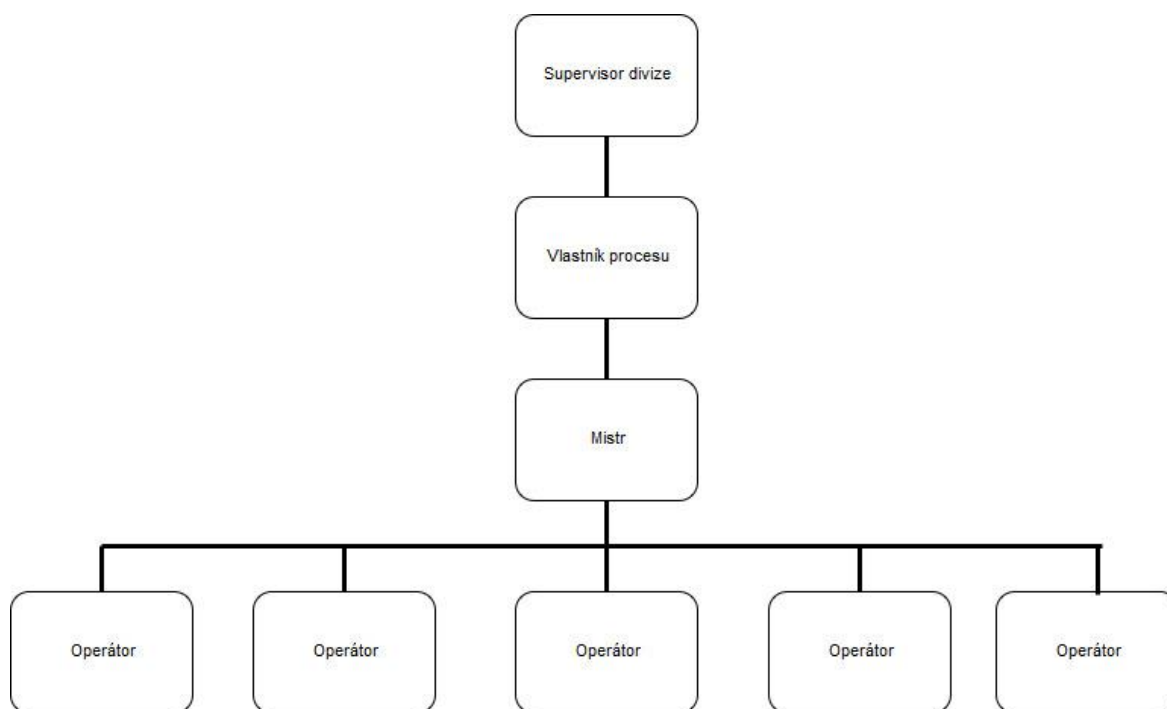 Supervisor divize
Vlastník procesu
Mistr
Operátor
Operátor
Operátor
Operátor
Operátor